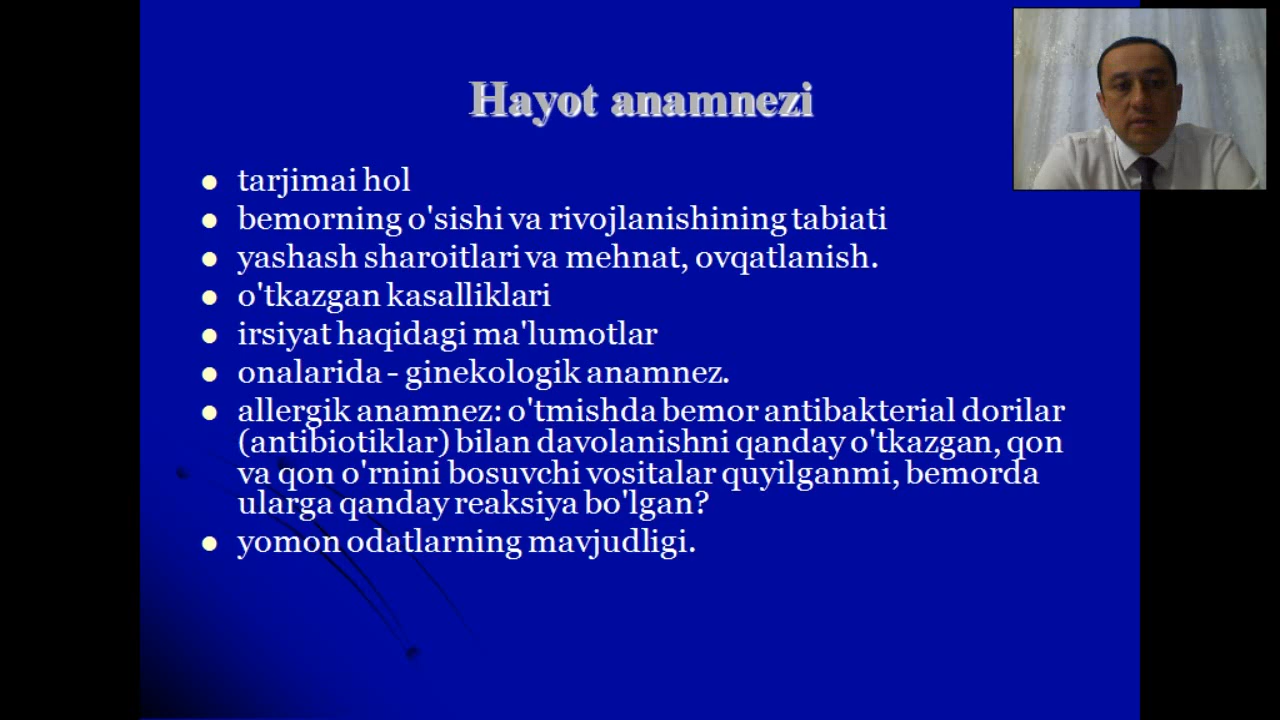 Hayot anamnezi
tarjimai hol
bemorning o'sishi va rivojlanishining tabiati
yashash sharoitlari va mehnat, ovqatlanish.
o'tkazgan kasalliklari
irsiyat haqidagi ma'lumotlar
onalarida - ginekologik anamnez.
allergik anamnez: o'tmishda bemor antibakterial dorilar
(antibiotiklar) bilan davolanishni qanday o'tkazgan, qon
va qon o'rnini bosuvchi vositalar quyilganmi, bemorda
ularga qanday reaksiya bo'lgan?
yomon odatlarning mavjudligi.